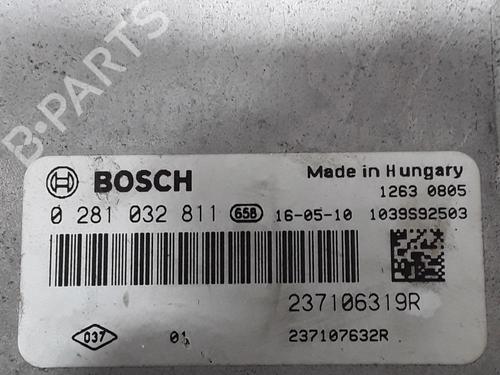 B-PARTS
BOSCH
Made in Hungary
1263 0805
0 281 032 811 658 16-05-10 1039S92503
237106319R
037 01 237107632R